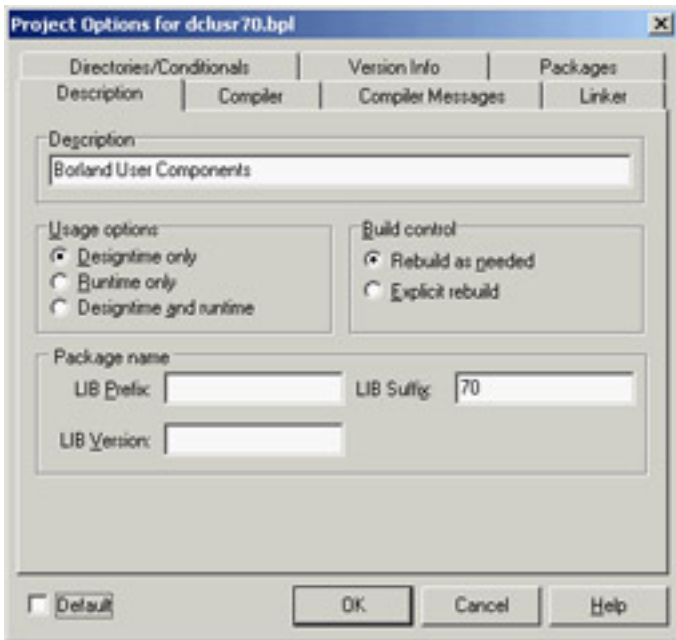 Project Options for dclusr70.bpl
Directories/Conditionals Version Info Packages
Description Compiler Compiler Messages Linker
Description
Borland User Components
Usage options
Designtime only
Runtime only
Designtime and runtime
Build control
Rebuild as needed
Explicit rebuild
Package name
LIB Prefix:
LIB Suffix: 70
LIB Version:
Default
OK Cancel Help